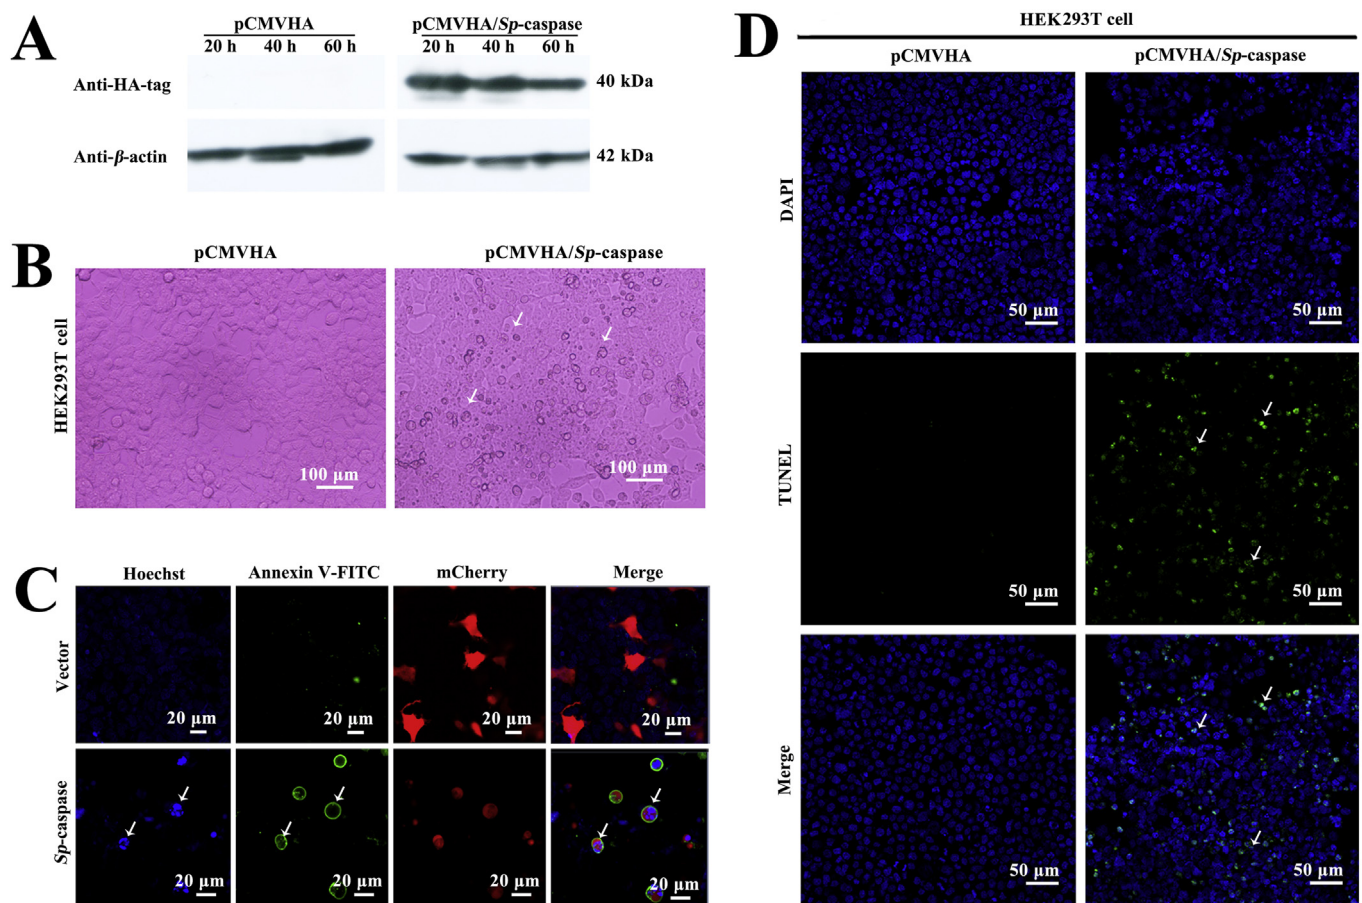 A
pCMVHA
pCMVHA/Sp-caspase
20 h 40 h 60 h
20 h 40 h 60 h
Anti-HA-tag
40 kDa
Anti-β-actin
42 kDa
B
pCMVHA
pCMVHA/Sp-caspase
HEK293T cell
100 μm
100 μm
C
Hoechst
Annexin V-FITC
mCherry
Merge
Vector
20 μm
20 μm
20 μm
20 μm
Sp-caspase
20 μm
20 μm
20 μm
20 μm
D
HEK293T cell
pCMVHA
pCMVHA/Sp-caspase
DAPI
50 μm
50 μm
TUNEL
50 μm
50 μm
Merge
50 μm
50 μm